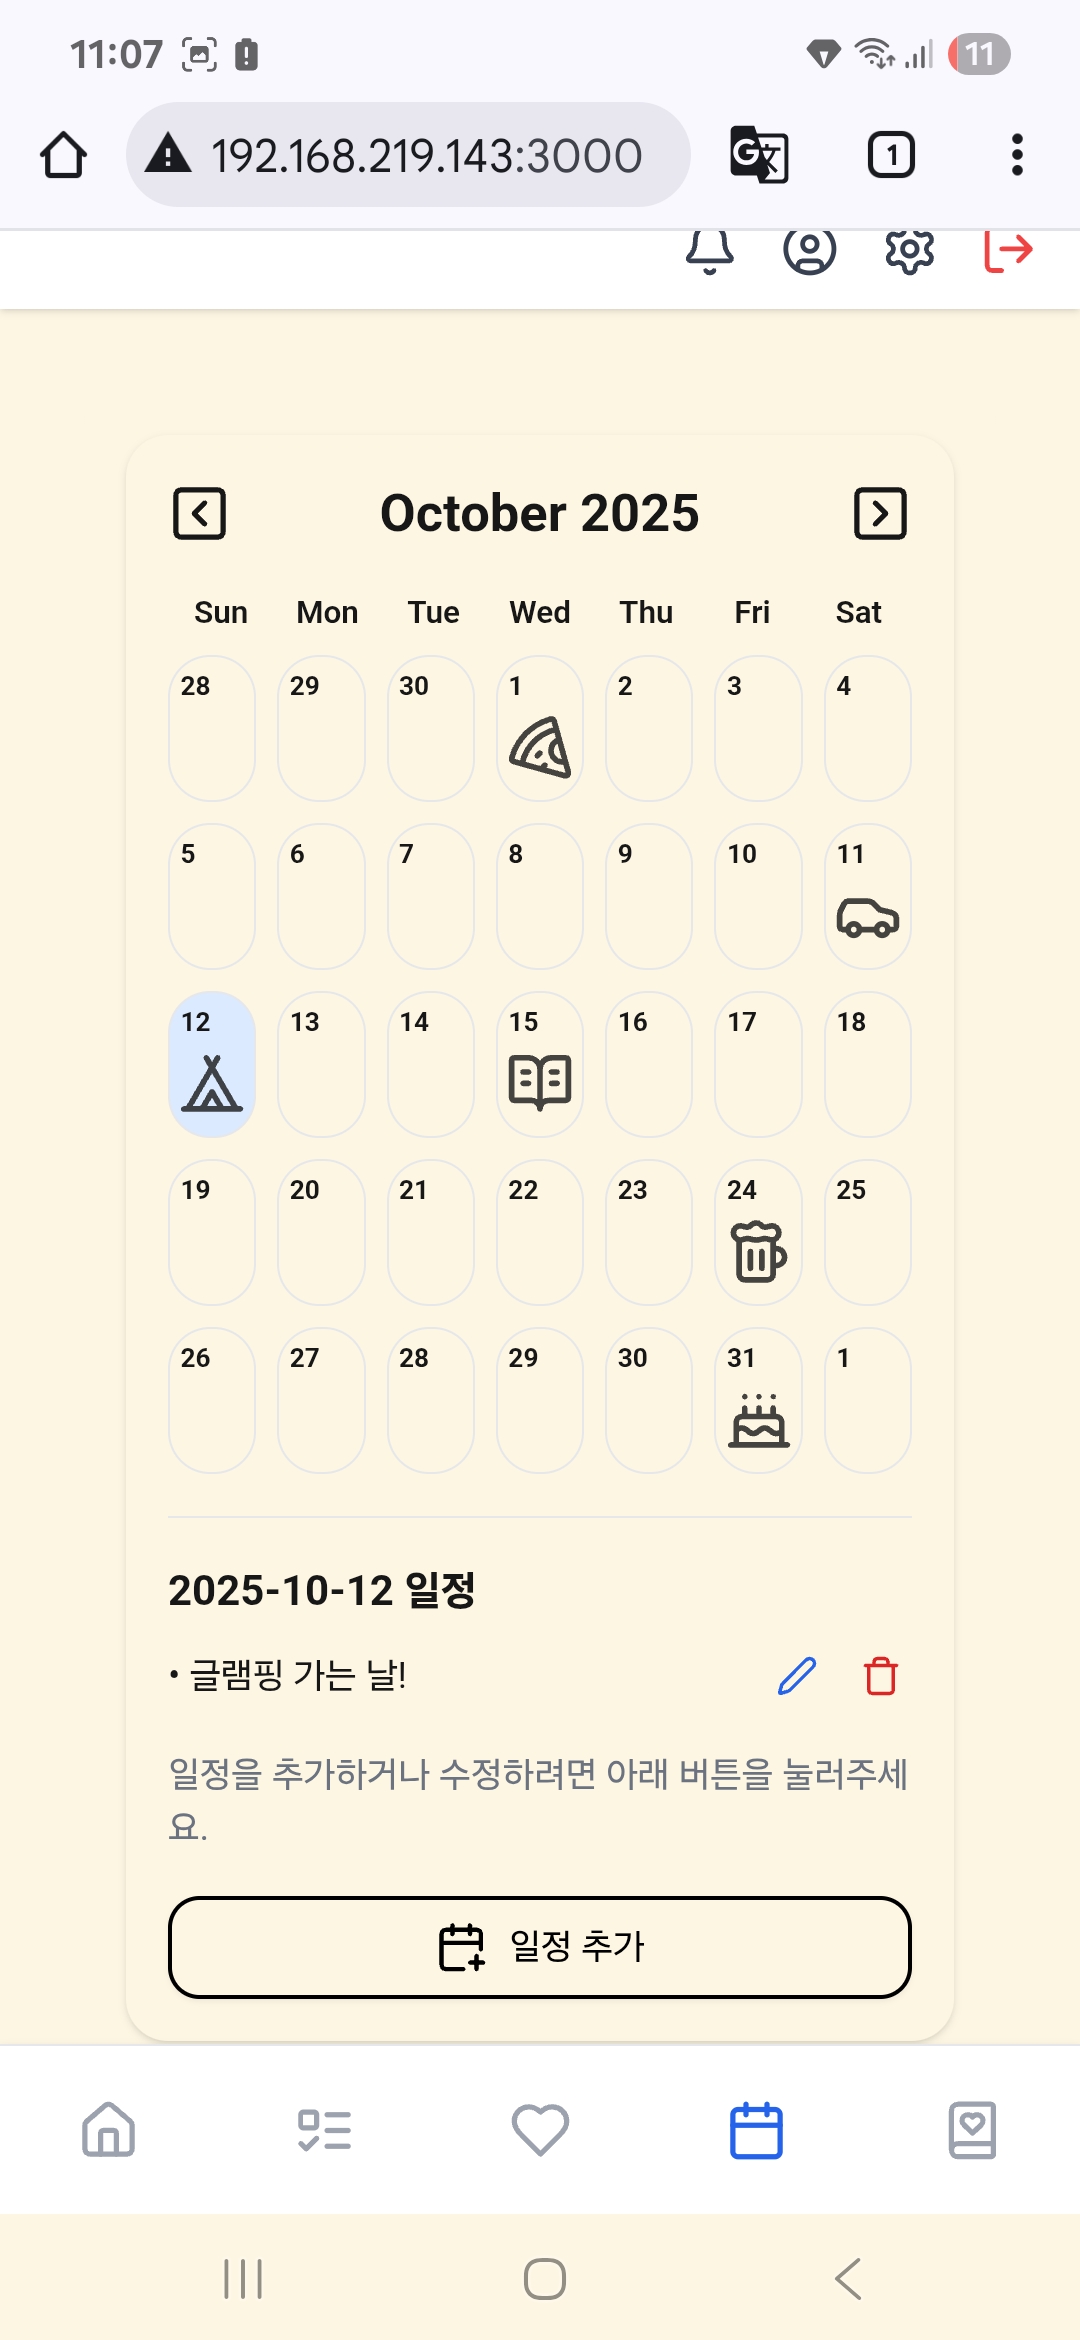 11:07
11
192.168.219.143:3000
1
October 2025
Sun Mon Tue Wed Thu Fri Sat
28 29 30 1 2 3 4
5 6 7 8 9 10 11
12 13 14 15 16 17 18
19 20 21 22 23 24 25
26 27 28 29 30 31 1
2025-10-12 일정
• 글램핑 가는 날!
일정을 추가하거나 수정하려면 아래 버튼을 눌러주세
요.
일정 추가